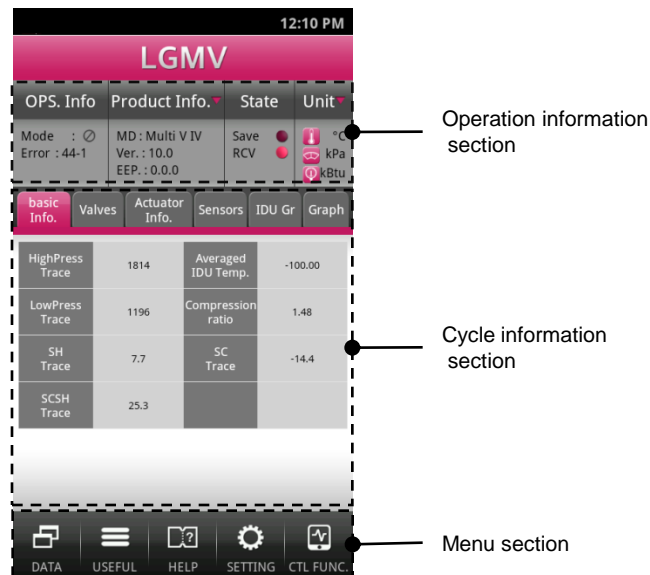 12:10 PM
LGMV
OPS. Info Product Info. State Unit
Mode : MD : Multi V IV Save °C
Error : 44-1 Ver. : 10.0 RCV kPa
EEP. : 0.0.0 kBtu
Operation information
section
basic Info. Valves Actuator Info. Sensors IDU Gr Graph
HighPress Trace 1814 Averaged IDU Temp. -100.00
LowPress Trace 1196 Compression ratio 1.48
SH Trace 7.7 SC Trace -14.4
SCSH Trace 25.3
Cycle information
section
DATA USEFUL HELP SETTING CTL FUNC.
Menu section